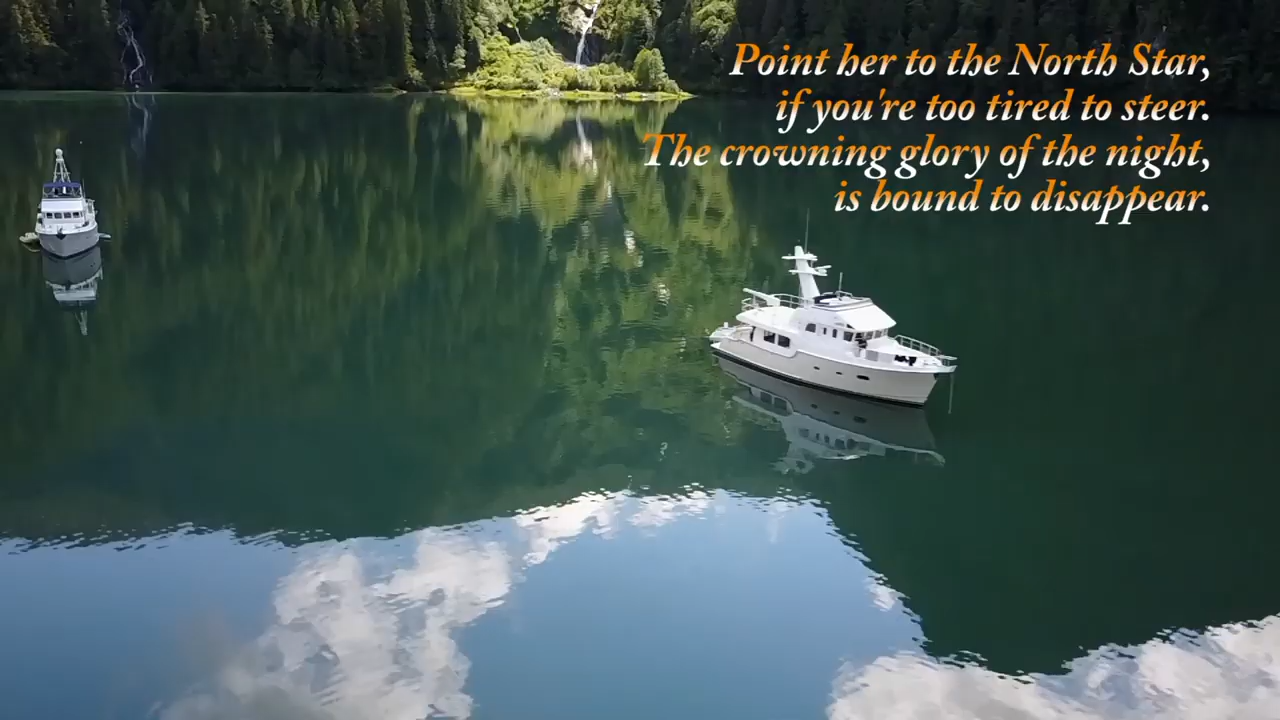 Point her to the North Star,
if you're too tired to steer.
The crowning glory of the night,
is bound to disappear.